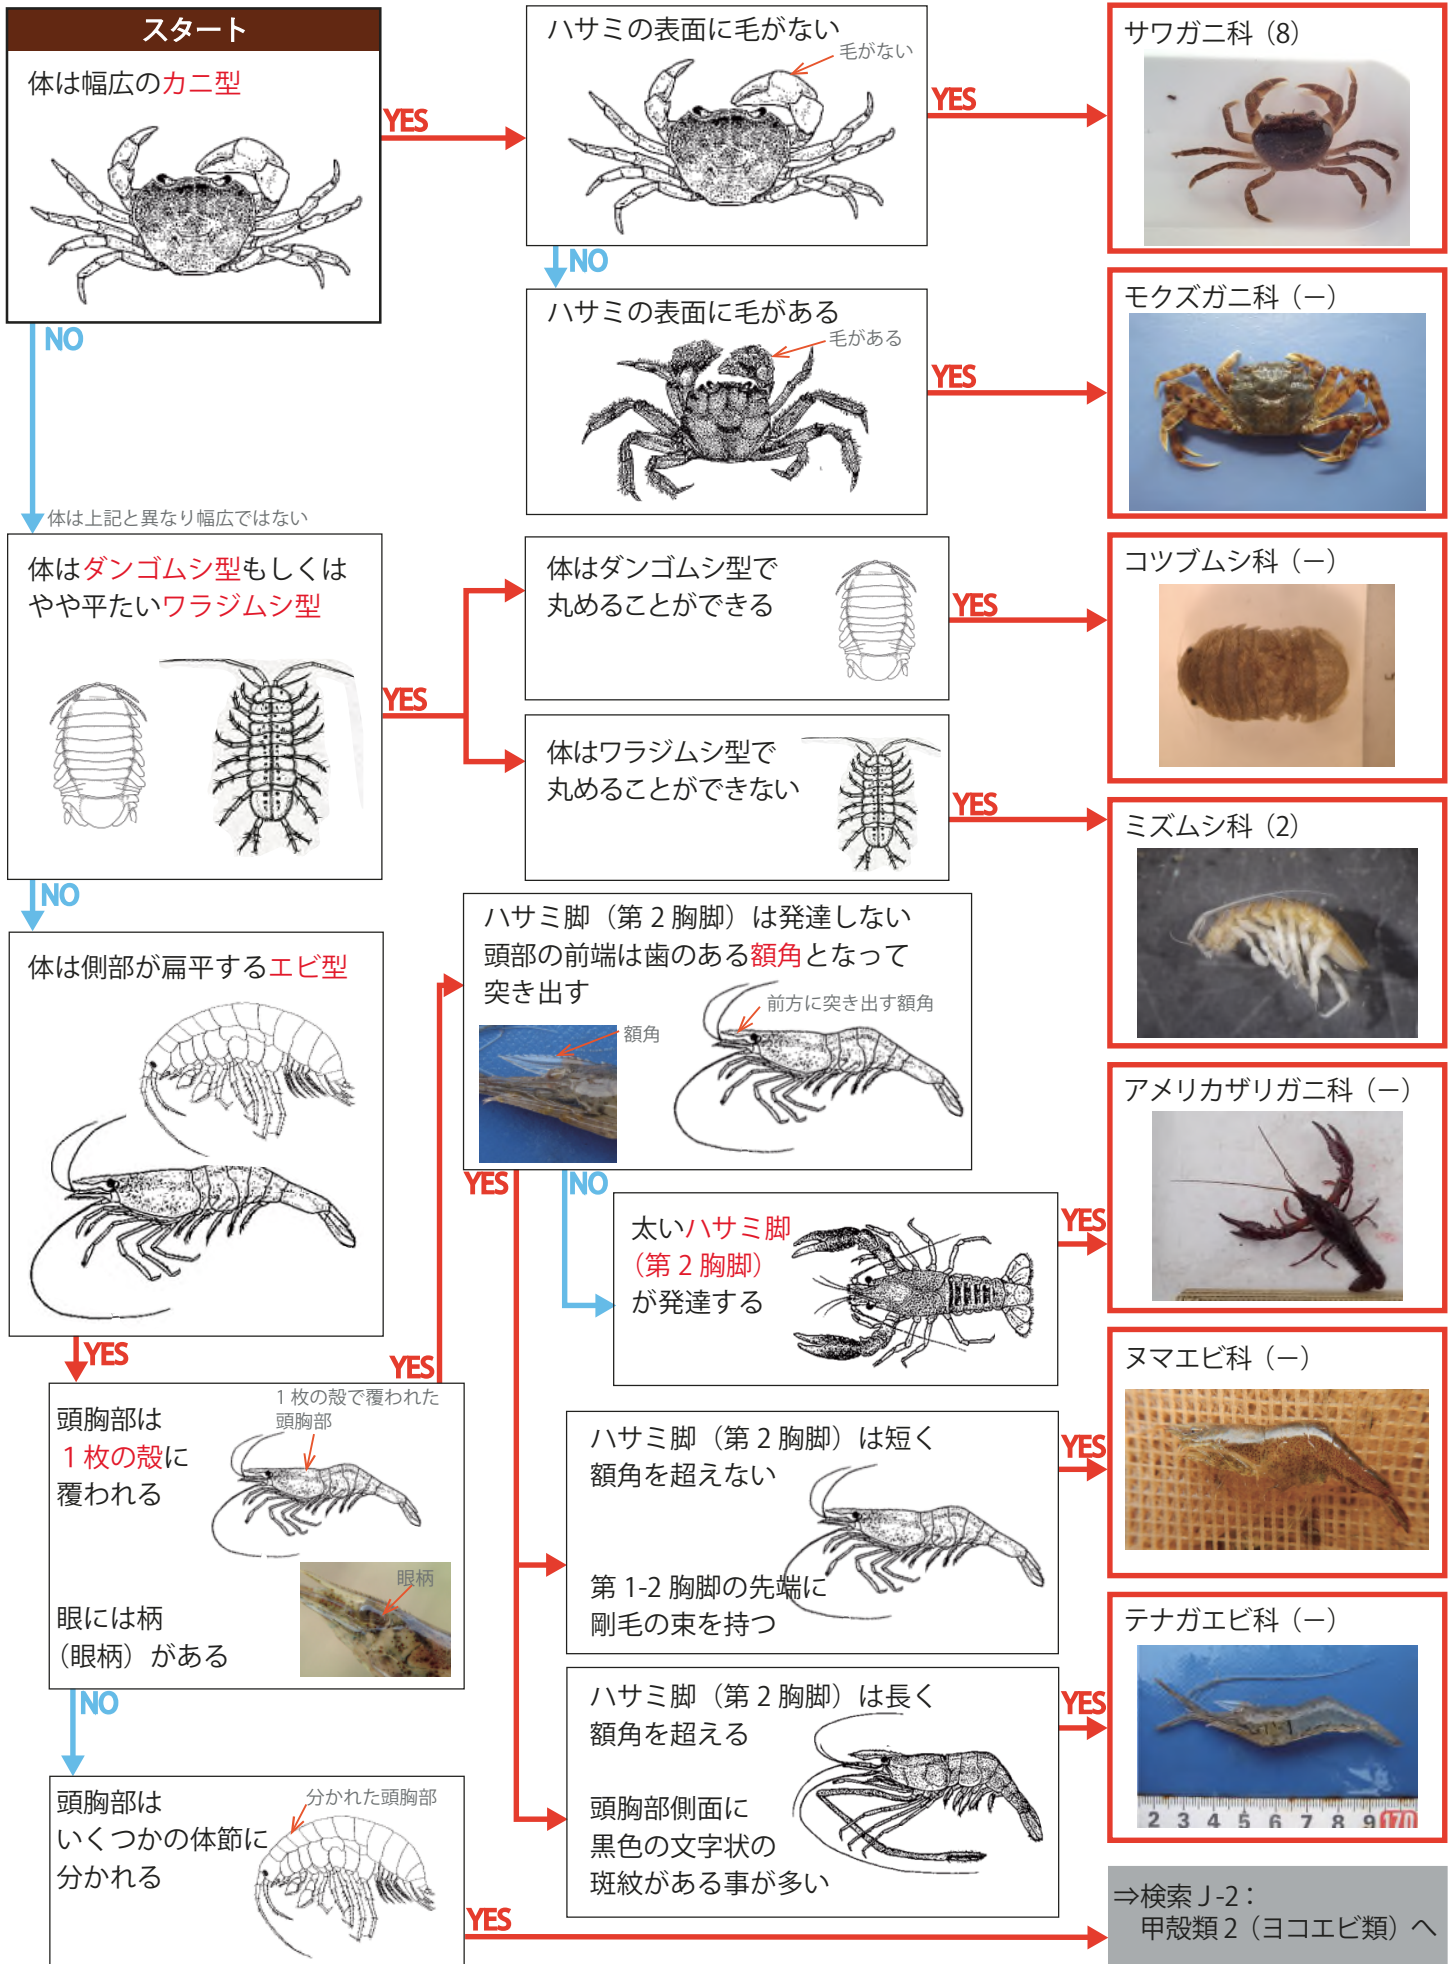 スタート
体は幅広のカニ型
YES
NO
ハサミの表面に毛がない
毛がない
YES
NO
サワガニ科（8）
ハサミの表面に毛がある
毛がある
YES
モクズガニ科（－）
体は上記と異なり幅広ではない
体はダンゴムシ型もしくは
やや平たいワラジムシ型
YES
NO
体はダンゴムシ型で
丸めることができる
YES
コツブムシ科（－）
体はワラジムシ型で
丸めることができない
YES
ミズムシ科（2）
体は側部が扁平するエビ型
YES
ハサミ脚（第 2 胸脚）は発達しない
頭部の前端は歯のある額角となって
突き出す
前方に突き出す額角
額角
YES
NO
太いハサミ脚
（第 2 胸脚）
が発達する
YES
アメリカザリガニ科（－）
頭胸部は
1 枚の殻に
覆われる
1 枚の殻で覆われた
頭胸部
眼柄
眼には柄
（眼柄）がある
YES
NO
ハサミ脚（第 2 胸脚）は短く
額角を超えない
第 1-2 胸脚の先端に
剛毛の束を持つ
YES
ヌマエビ科（－）
ハサミ脚（第 2 胸脚）は長く
額角を超える
頭胸部側面に
黒色の文字状の
斑紋がある事が多い
YES
テナガエビ科（－）
2 3 4 5 6 7 8 9 170
頭胸部は
いくつかの体節に
分かれる
分かれた頭胸部
YES
⇒検索 J -2：
甲殻類 2（ヨコエビ類）へ